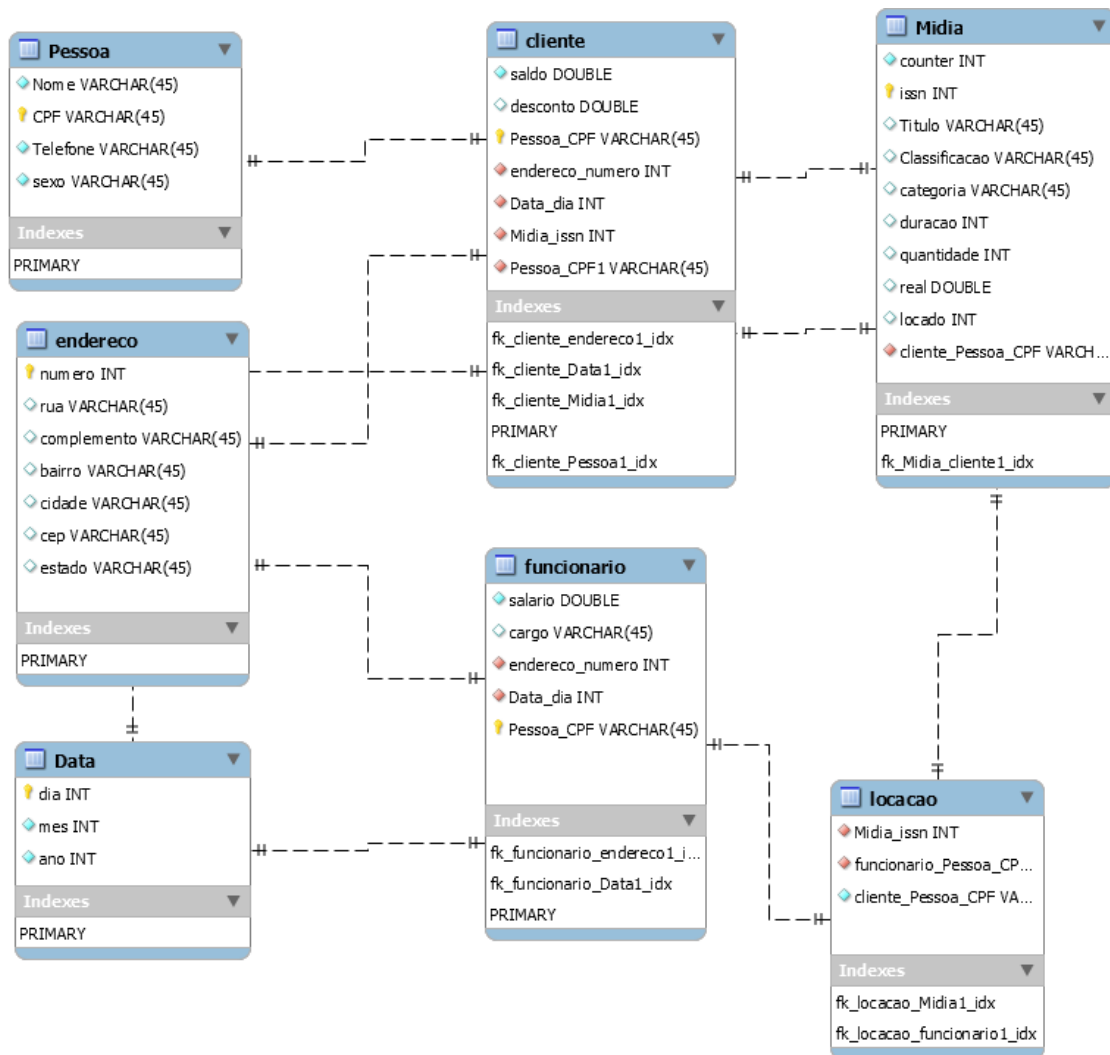 Pessoa
Nome VARCHAR(45)
CPF VARCHAR(45)
Telefone VARCHAR(45)
sexo VARCHAR(45)
Indexes
PRIMARY
cliente
saldo DOUBLE
desconto DOUBLE
Pessoa_CPF VARCHAR(45)
endereco_numero INT
Data_dia INT
Midia_issn INT
Pessoa_CPF1 VARCHAR(45)
Indexes
fk_cliente_endereco1_idx
fk_cliente_Data1_idx
fk_cliente_Midia1_idx
PRIMARY
fk_cliente_Pessoa1_idx
Midia
counter INT
issn INT
Titulo VARCHAR(45)
Classificacao VARCHAR(45)
categoria VARCHAR(45)
duracao INT
quantidade INT
real DOUBLE
locado INT
cliente_Pessoa_CPF VARCH...
Indexes
PRIMARY
fk_Midia_cliente1_idx
endereco
numero INT
rua VARCHAR(45)
complemento VARCHAR(45)
bairro VARCHAR(45)
cidade VARCHAR(45)
cep VARCHAR(45)
estado VARCHAR(45)
Indexes
PRIMARY
funcionario
salario DOUBLE
cargo VARCHAR(45)
endereco_numero INT
Data_dia INT
Pessoa_CPF VARCHAR(45)
Indexes
fk_funcionario_endereco1_i...
fk_funcionario_Data1_idx
PRIMARY
Data
dia INT
mes INT
ano INT
Indexes
PRIMARY
locacao
Midia_issn INT
funcionario_Pessoa_CP...
cliente_Pessoa_CPF VA...
Indexes
fk_locacao_Midia1_idx
fk_locacao_funcionario1_idx